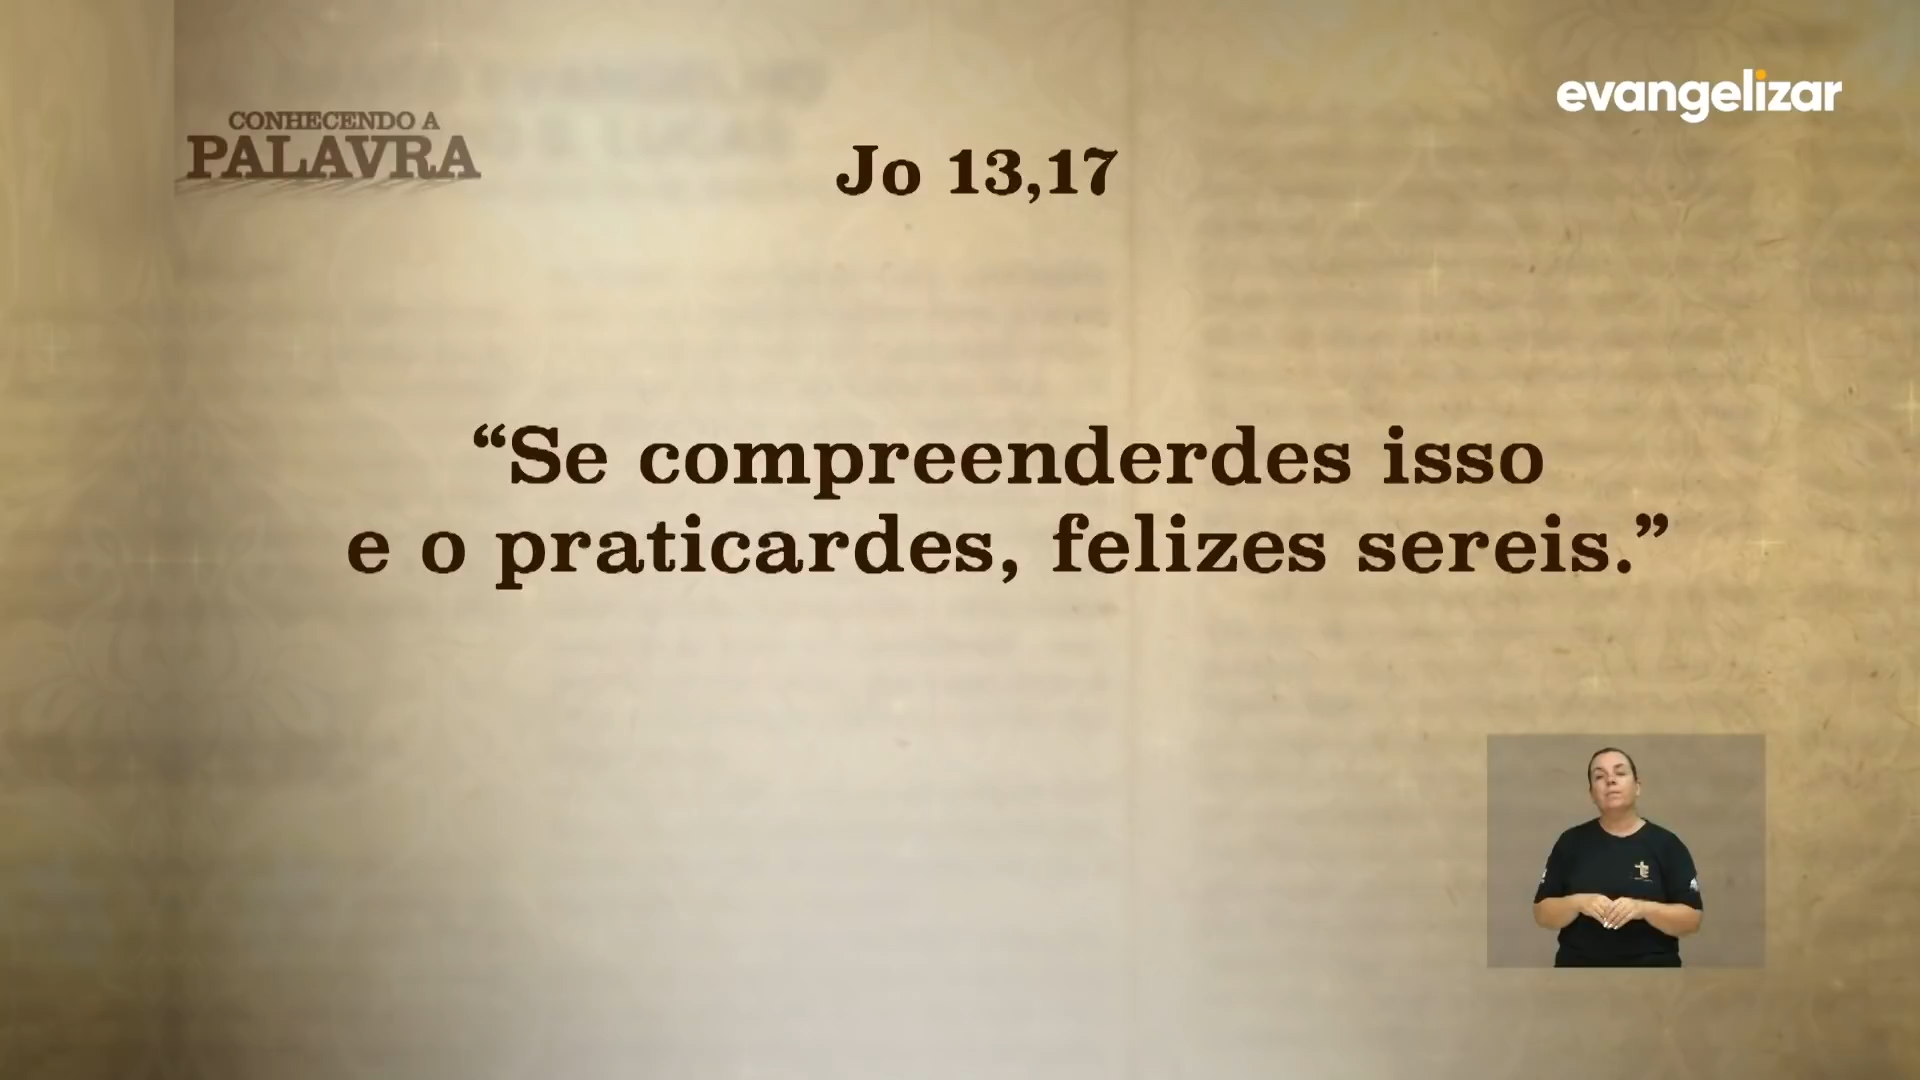 CONHECENDO A
PALAVRA
evangelizar
Jo 13,17
“Se compreenderdes isso
e o praticardes, felizes sereis.”